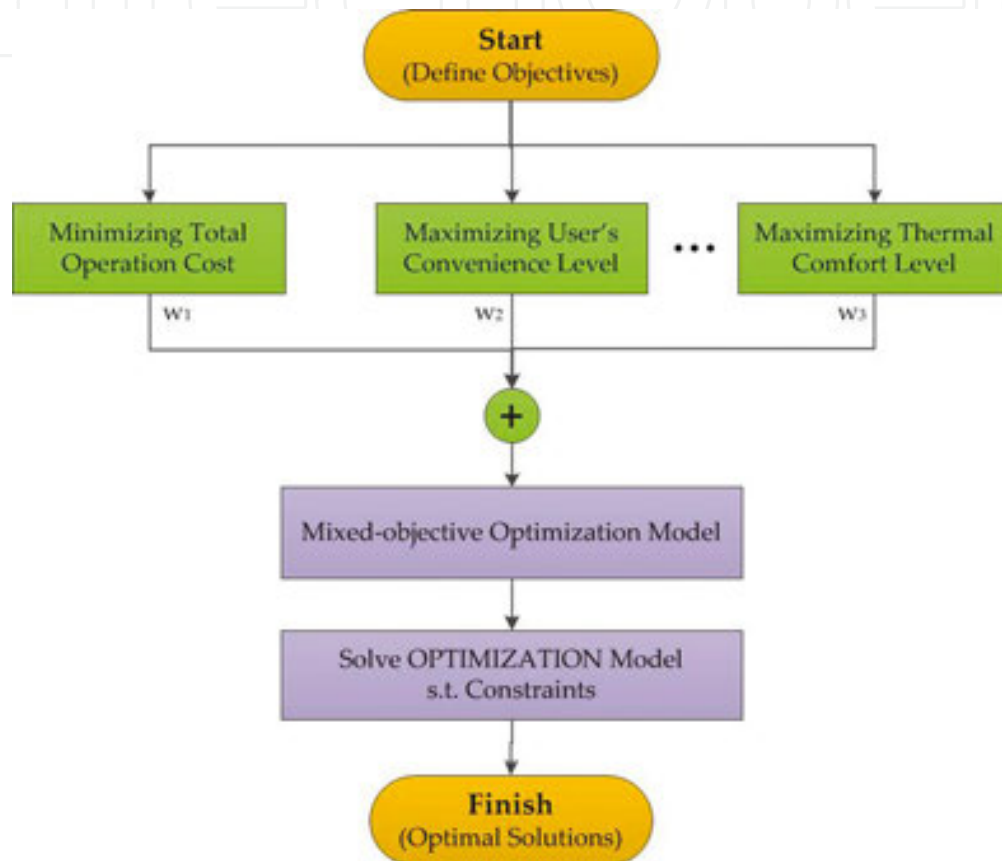 Start
(Define Objectives)
Minimizing Total
Operation Cost
Maximizing User's
Convenience Level
...
Maximizing Thermal
Comfort Level
w1
w2
w3
+
Mixed-objective Optimization Model
Solve OPTIMIZATION Model
s.t. Constraints
Finish
(Optimal Solutions)